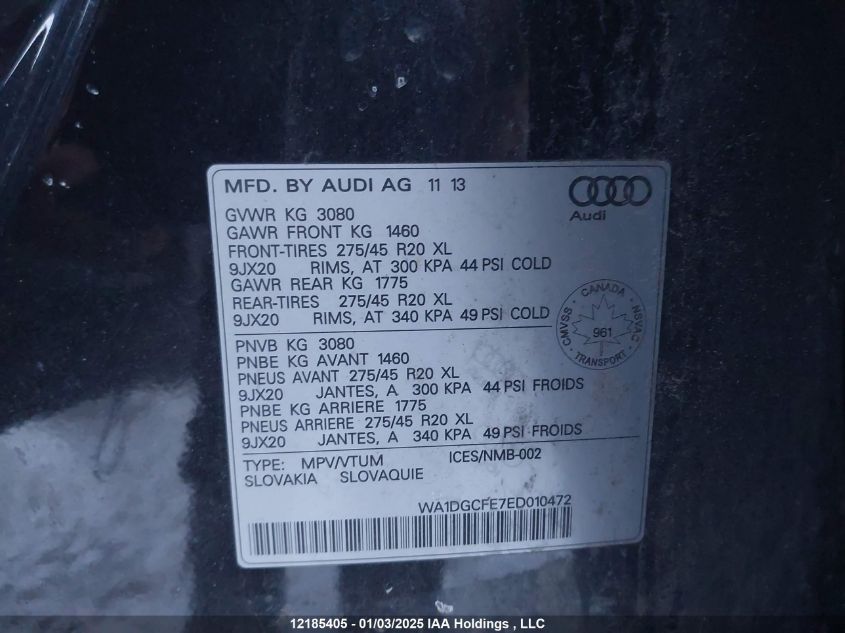 MFD. BY AUDI AG 11 13
Audi
GVWR KG 3080
GAWR FRONT KG 1460
FRONT-TIRES 275/45 R20 XL
9JX20 RIMS, AT 300 KPA 44 PSI COLD
GAWR REAR KG 1775
REAR-TIRES 275/45 R20 XL
9JX20 RIMS, AT 340 KPA 49 PSI COLD
CANADA
CMVSS
NSVAC
961
TRANSPORT
PNVB KG 3080
PNBE KG AVANT 1460
PNEUS AVANT 275/45 R20 XL
9JX20 JANTES, A 300 KPA 44 PSI FROIDS
PNBE KG ARRIERE 1775
PNEUS ARRIERE 275/45 R20 XL
9JX20 JANTES, A 340 KPA 49 PSI FROIDS
TYPE: MPV/VTUM ICES/NMB-002
SLOVAKIA SLOVAQUIE
WA1DGCFE7ED010472
12185405 - 01/03/2025 IAA Holdings , LLC